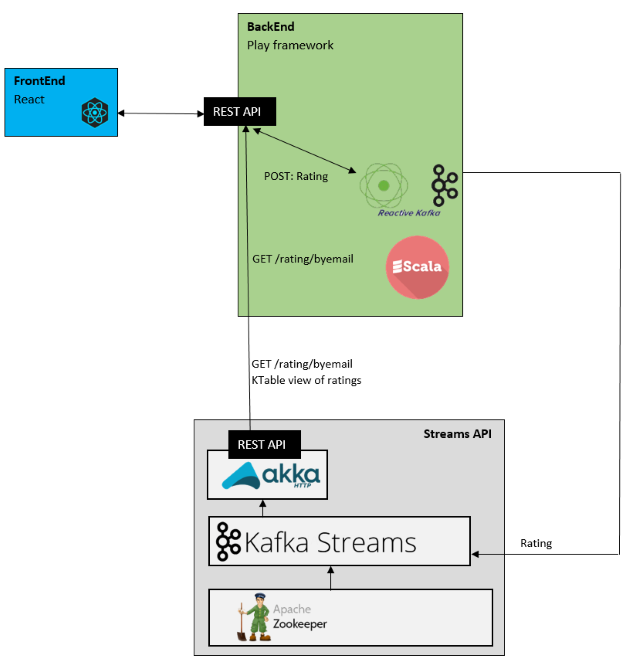 BackEnd
Play framework
FrontEnd
React
REST API
POST: Rating
Reactive Kafka
Scala
GET /rating/byemail
GET /rating/byemail
KTable view of ratings
Streams API
REST API
akka
HTTP
Kafka Streams
Rating
Apache
Zookeeper